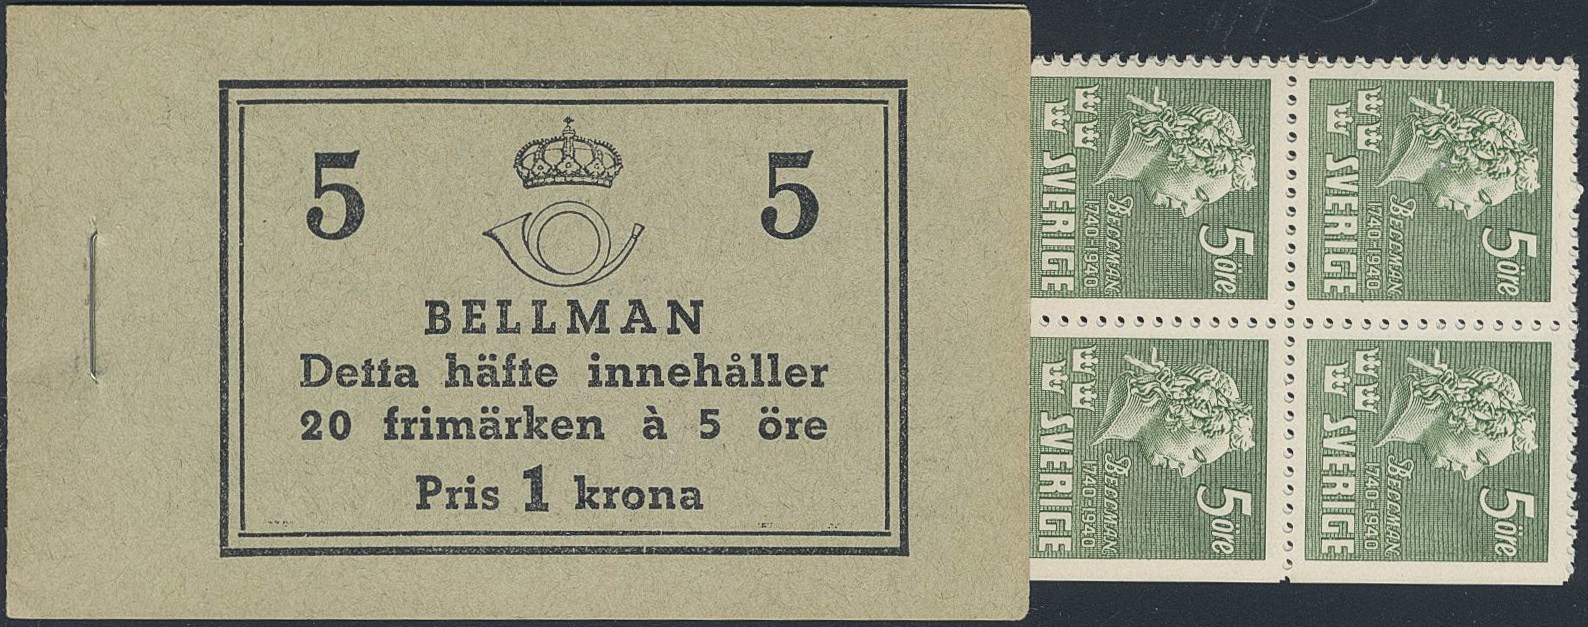 5 5
BELLMAN
Detta häfte innehåller
20 frimärken à 5 öre
Pris 1 krona
SVERIGE
BELLMAN
1740-1940
5 öre
SVERIGE
BELLMAN
1740-1940
5 öre
SVERIGE
BELLMAN
1740-1940
5 öre
SVERIGE
BELLMAN
1740-1940
5 öre